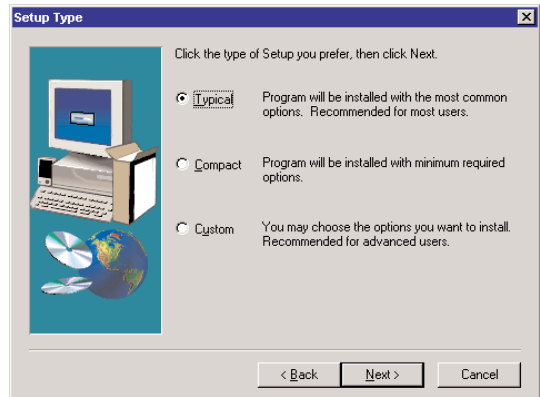 Setup Type
Click the type of Setup you prefer, then click Next.
Typical
Program will be installed with the most common
options. Recommended for most users.
Compact
Program will be installed with minimum required
options.
Custom
You may choose the options you want to install.
Recommended for advanced users.
< Back
Next >
Cancel